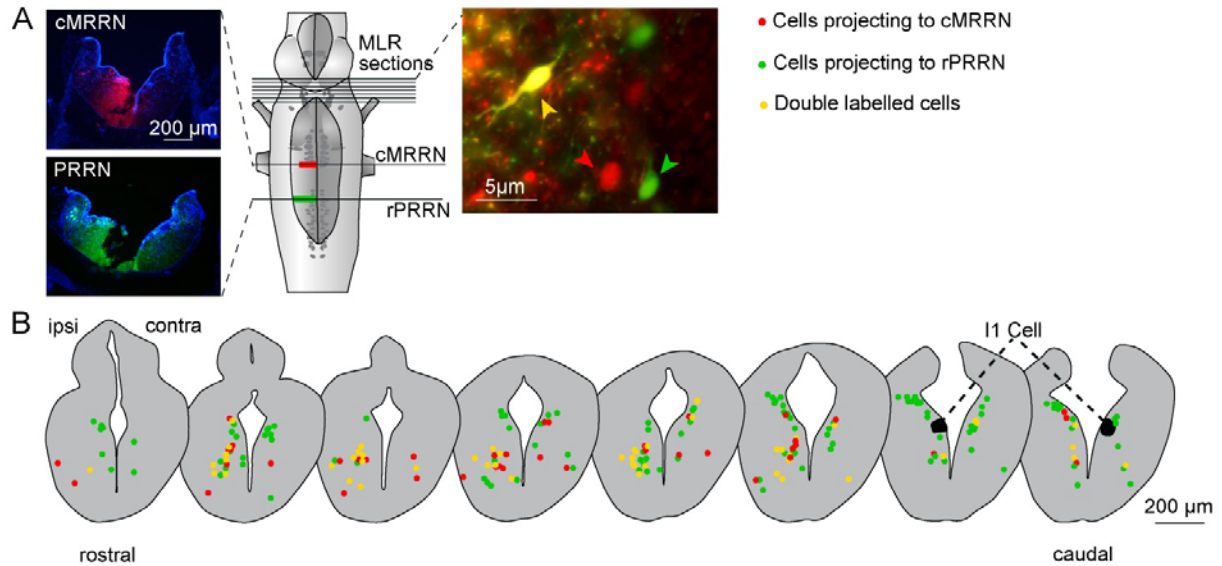 A
cMRRN
200 µm
PRRN
MLR
sections
cMRRN
rPRRN
5µm
Cells projecting to cMRRN
Cells projecting to rPRRN
Double labelled cells
B
ipsi
contra
I1 Cell
200 µm
rostral
caudal